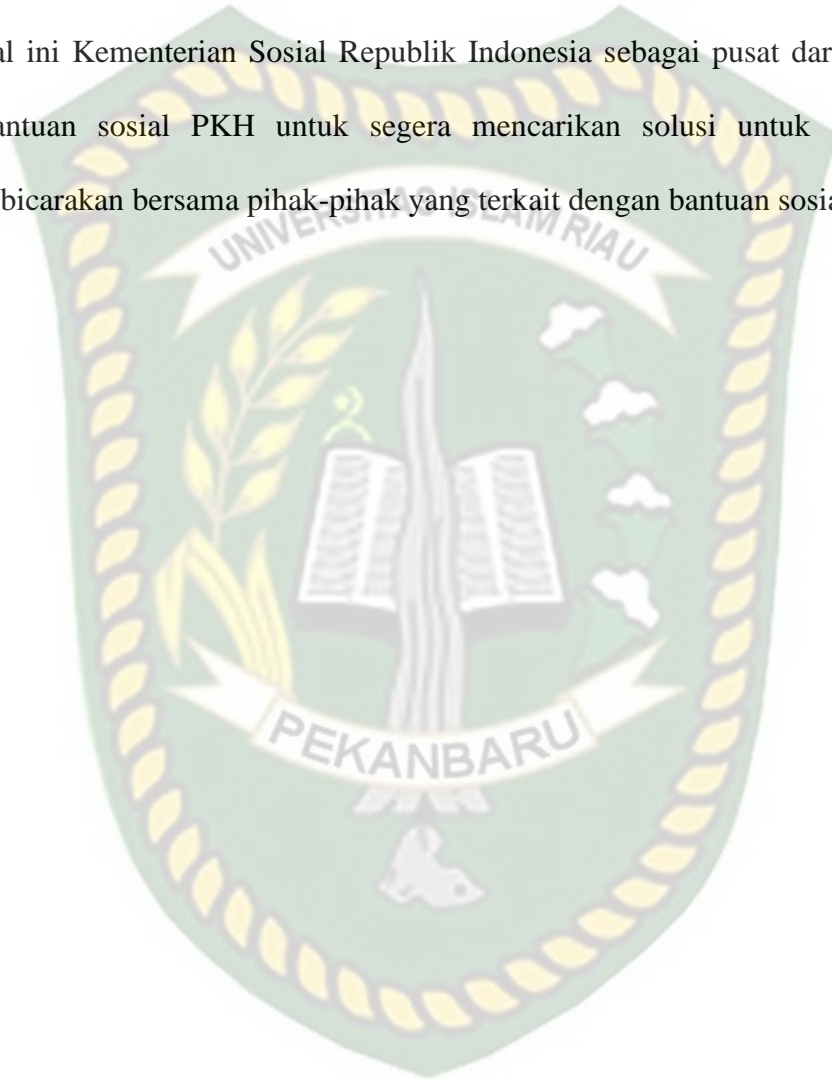 al ini Kementerian Sosial Republik Indonesia sebagai pusat dar
antuan sosial PKH untuk segera mencarikan solusi untuk
bicarakan bersama pihak-pihak yang terkait dengan bantuan sosia
UNIVERSITAS ISLAM RIAU
PEKANBARU